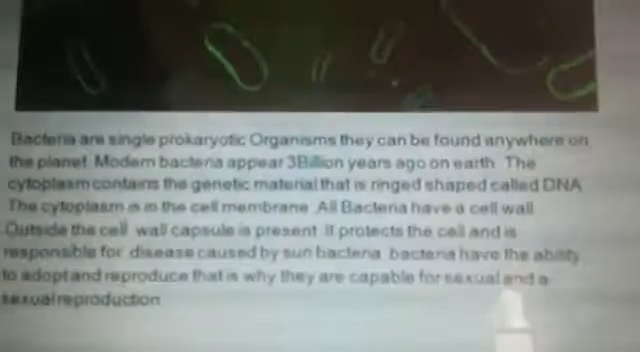 Bacteria are single prokaryotic Organisms they can be found anywhere on
the planet. Modern bacteria appear 3Billion years ago on earth. The
cytoplasm contains the genetic material that is ringed shaped called DNA
The cytoplasm is in the cell membrane. All Bacteria have a cell wall.
Outside the cell wall capsule is present. It protects the cell and is
responsible for disease caused by sun bacteria. bacteria have the ability
to adopt and reproduce that is why they are capable for sexual and a
sexual reproduction